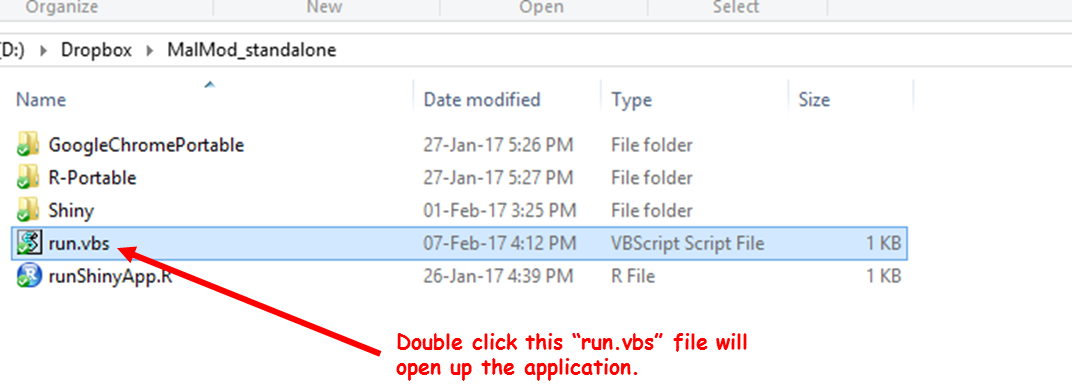 Organize New Open Select
(D:) Dropbox MalMod_standalone
Name Date modified Type Size
GoogleChromePortable 27-Jan-17 5:26 PM File folder
R-Portable 27-Jan-17 5:27 PM File folder
Shiny 01-Feb-17 3:25 PM File folder
run.vbs 07-Feb-17 4:12 PM VBScript Script File 1 KB
runShinyApp.R 26-Jan-17 4:39 PM R File 1 KB
Double click this “run.vbs” file will
open up the application.